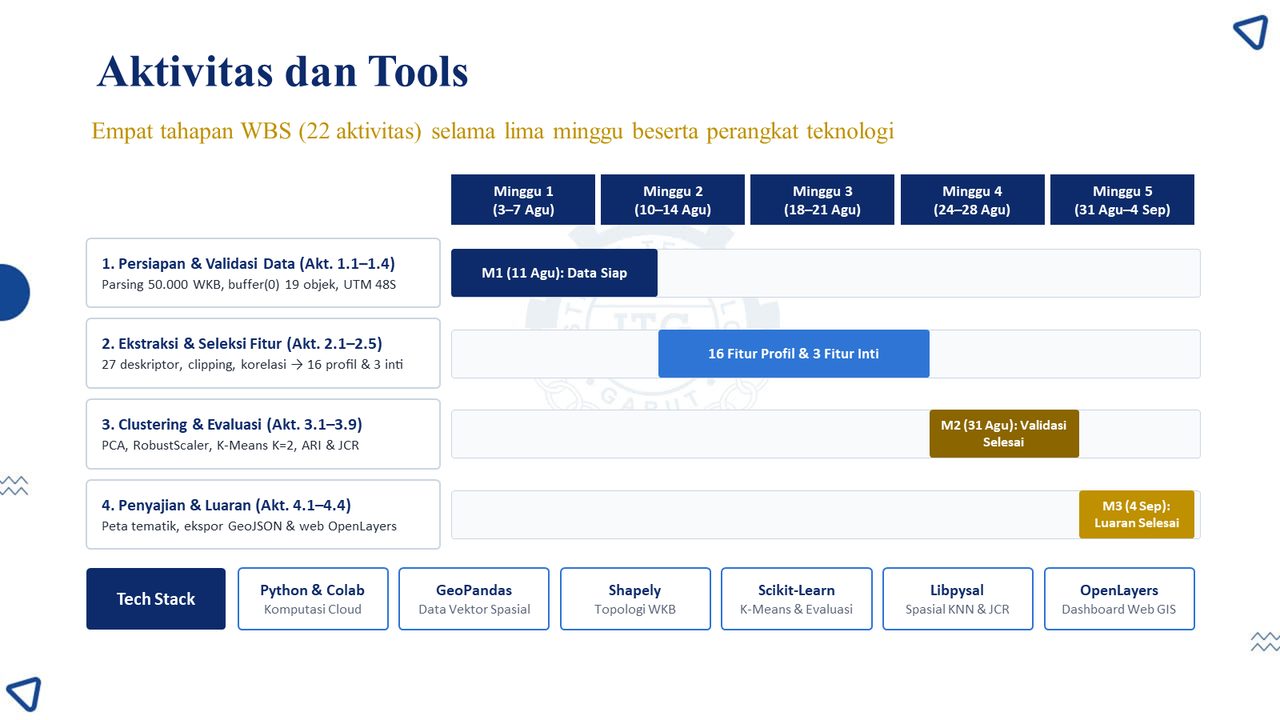 Aktivitas dan Tools
Empat tahapan WBS (22 aktivitas) selama lima minggu beserta perangkat teknologi
Minggu 1
(3–7 Agu)
Minggu 2
(10–14 Agu)
Minggu 3
(18–21 Agu)
Minggu 4
(24–28 Agu)
Minggu 5
(31 Agu–4 Sep)
1. Persiapan & Validasi Data (Akt. 1.1–1.4)
Parsing 50.000 WKB, buffer(0) 19 objek, UTM 48S
M1 (11 Agu): Data Siap
2. Ekstraksi & Seleksi Fitur (Akt. 2.1–2.5)
27 deskriptor, clipping, korelasi → 16 profil & 3 inti
16 Fitur Profil & 3 Fitur Inti
ITG
GARUT
3. Clustering & Evaluasi (Akt. 3.1–3.9)
PCA, RobustScaler, K-Means K=2, ARI & JCR
M2 (31 Agu): Validasi
Selesai
4. Penyajian & Luaran (Akt. 4.1–4.4)
Peta tematik, ekspor GeoJSON & web OpenLayers
M3 (4 Sep):
Luaran Selesai
Tech Stack
Python & Colab
Komputasi Cloud
GeoPandas
Data Vektor Spasial
Shapely
Topologi WKB
Scikit-Learn
K-Means & Evaluasi
Libpysal
Spasial KNN & JCR
OpenLayers
Dashboard Web GIS